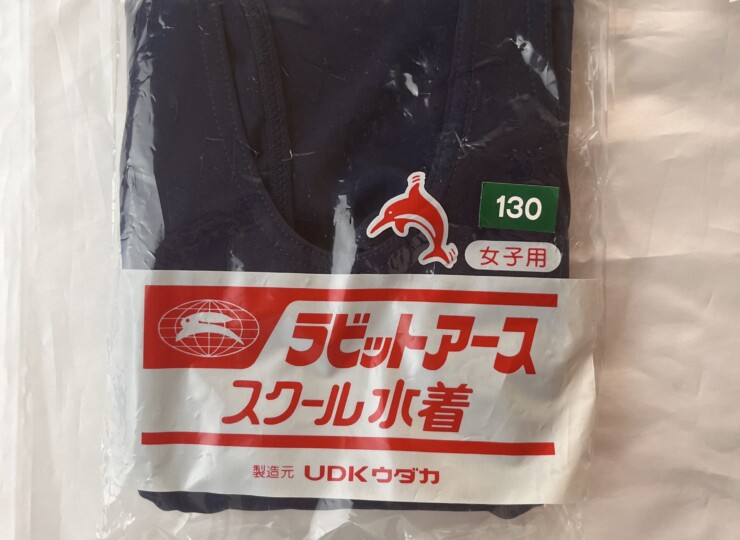 130
女子用
ラビットアース
スクール水着
製造元 UDKウダカ